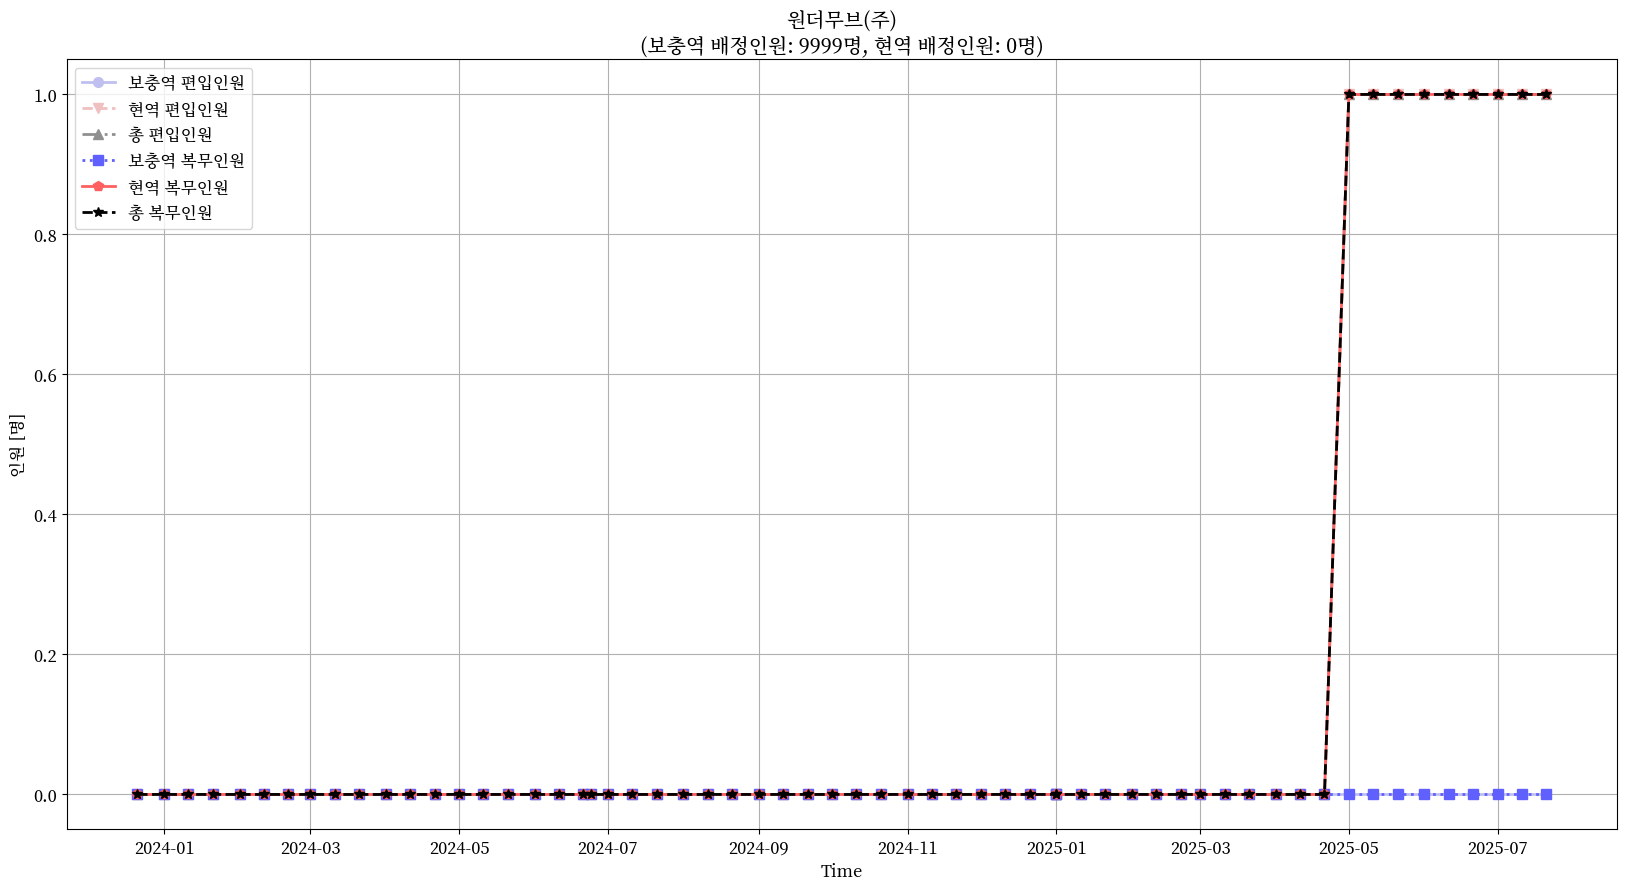 원더무브(주)
(보충역 배정인원: 9999명, 현역 배정인원: 0명)
보충역 편입인원
현역 편입인원
총 편입인원
보충역 복무인원
현역 복무인원
총 복무인원
1.0
0.8
0.6
0.4
0.2
0.0
인원 [명]
2024-01
2024-03
2024-05
2024-07
2024-09
2024-11
2025-01
2025-03
2025-05
2025-07
Time